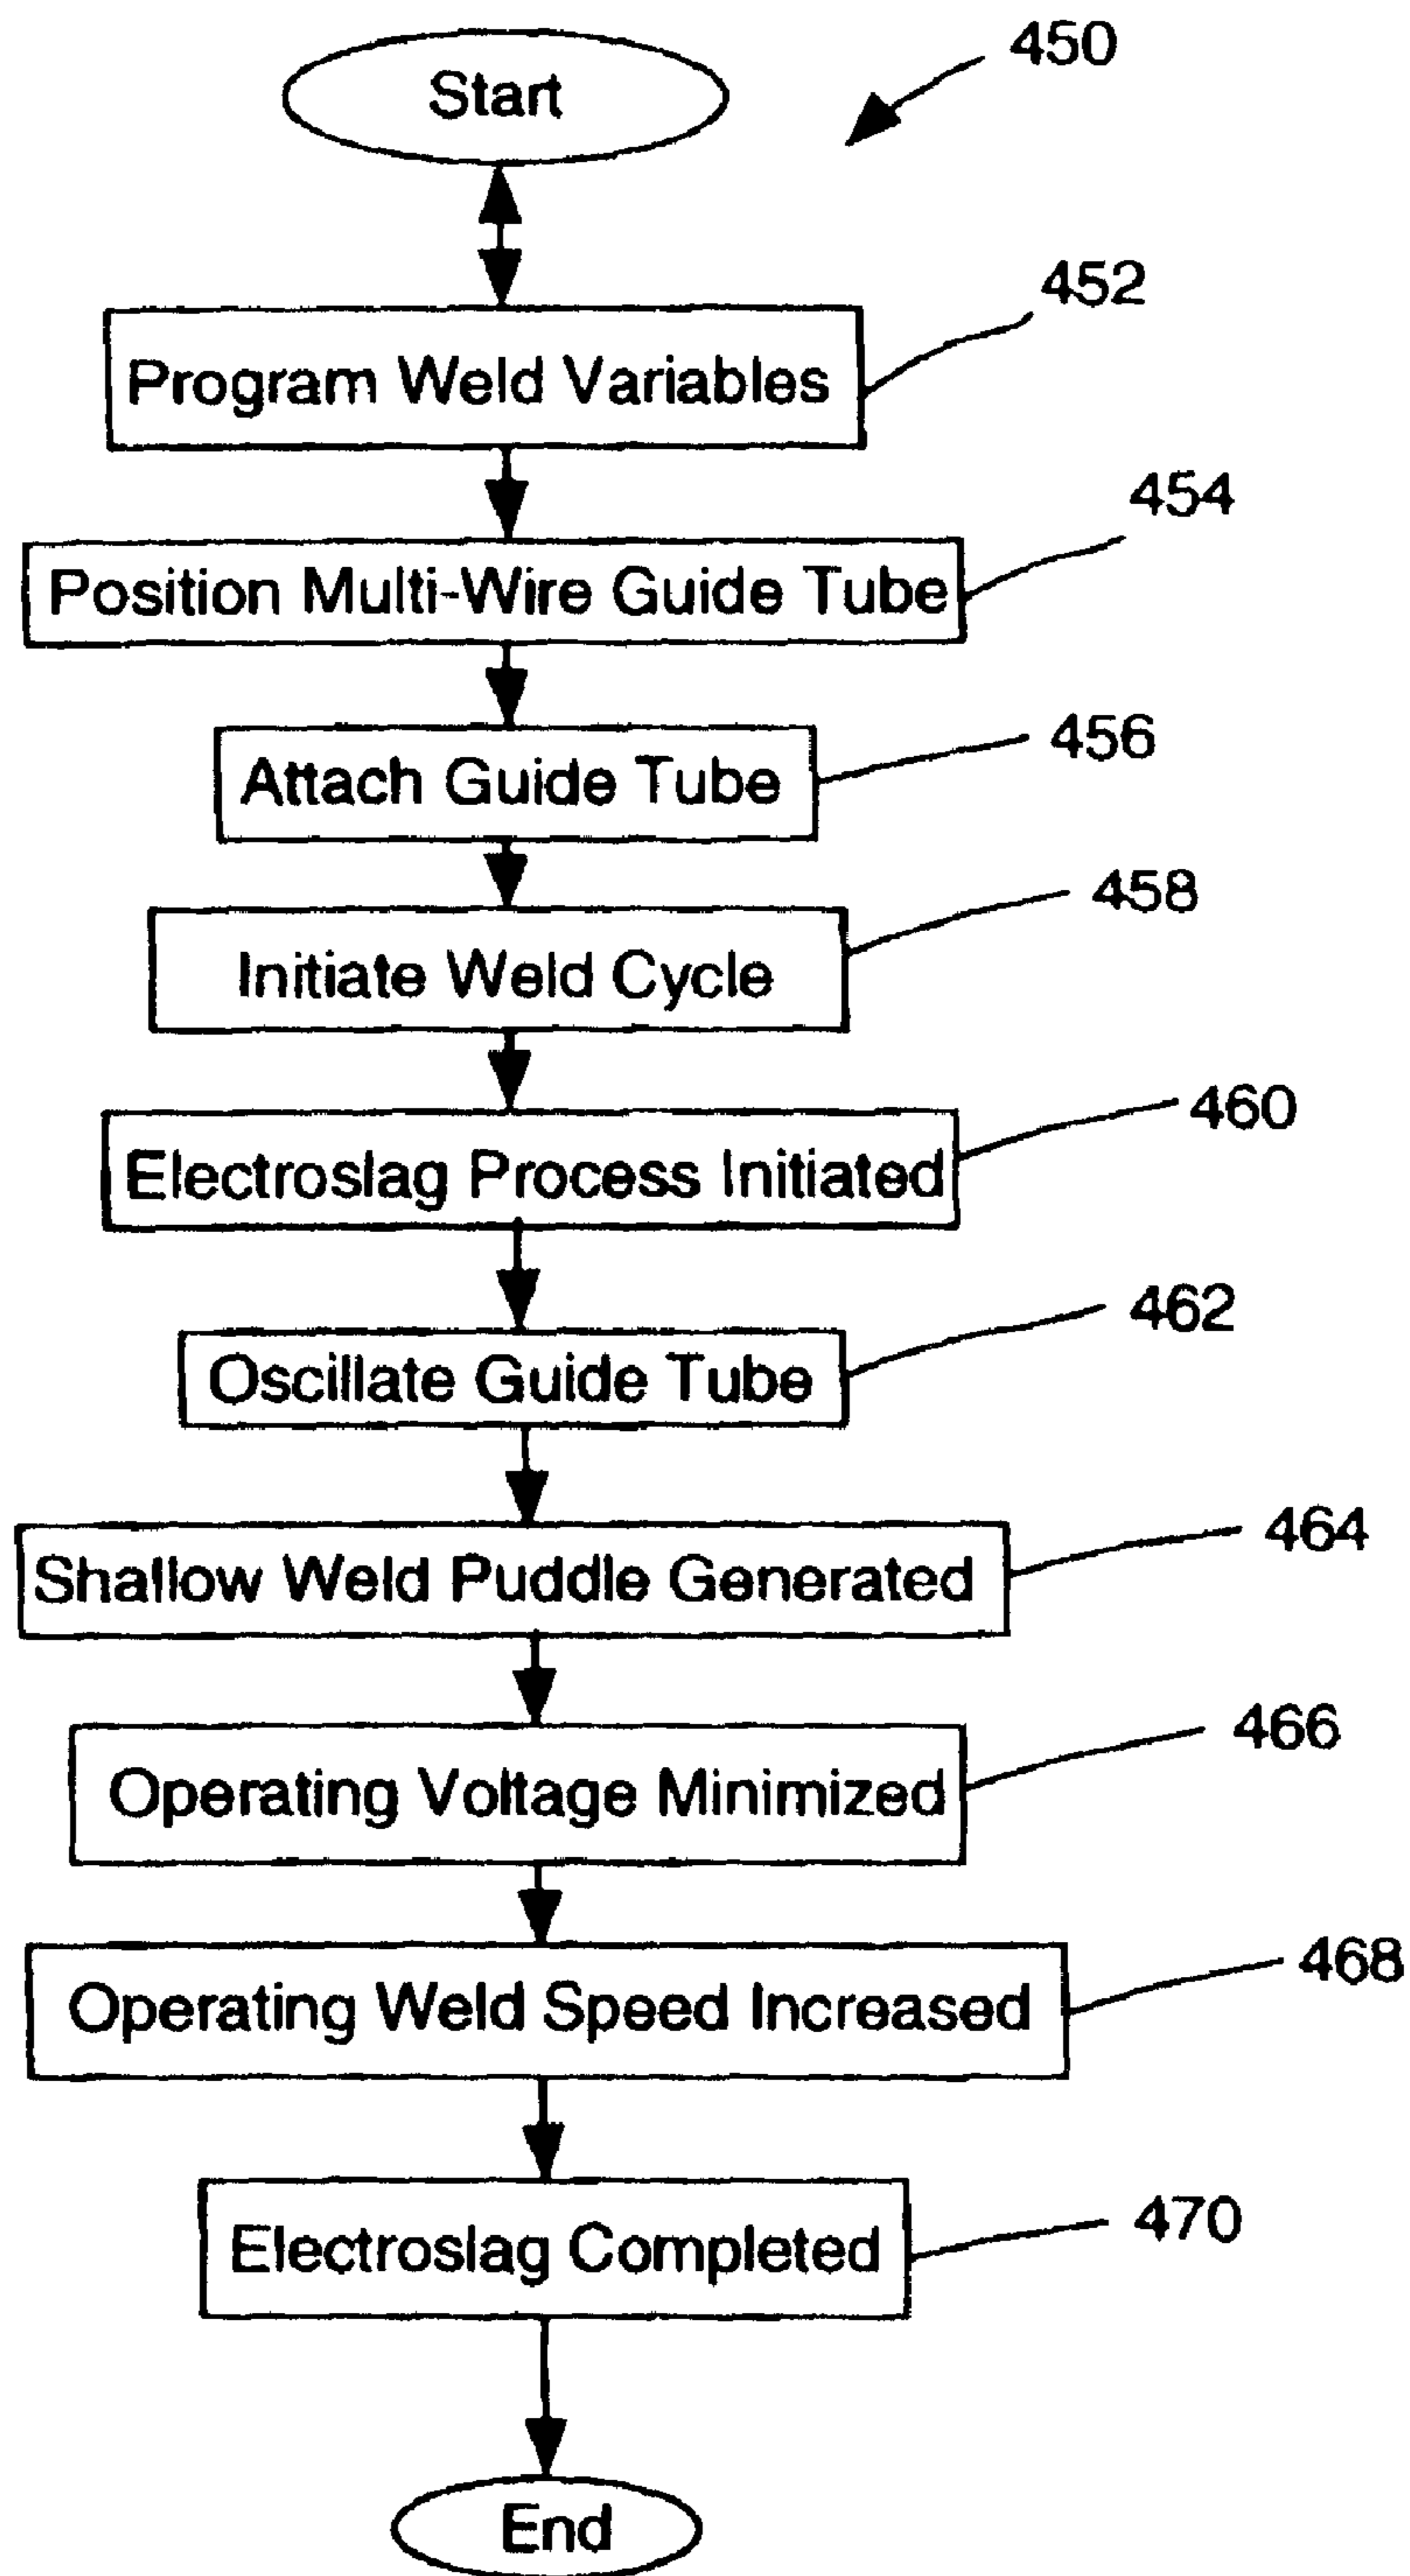 Start
450
Program Weld Variables
452
Position Multi-Wire Guide Tube
454
Attach Guide Tube
456
Initiate Weld Cycle
458
Electroslag Process Initiated
460
Oscillate Guide Tube
462
Shallow Weld Puddle Generated
464
Operating Voltage Minimized
466
Operating Weld Speed Increased
468
Electroslag Completed
470
End